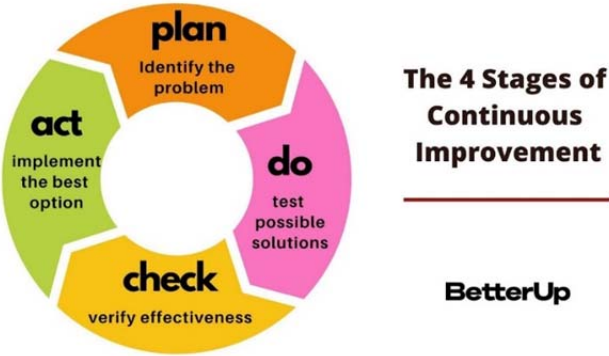 plan
Identify the
problem
do
test
possible
solutions
check
verify effectiveness
act
implement
the best
option
The 4 Stages of
Continuous
Improvement
BetterUp